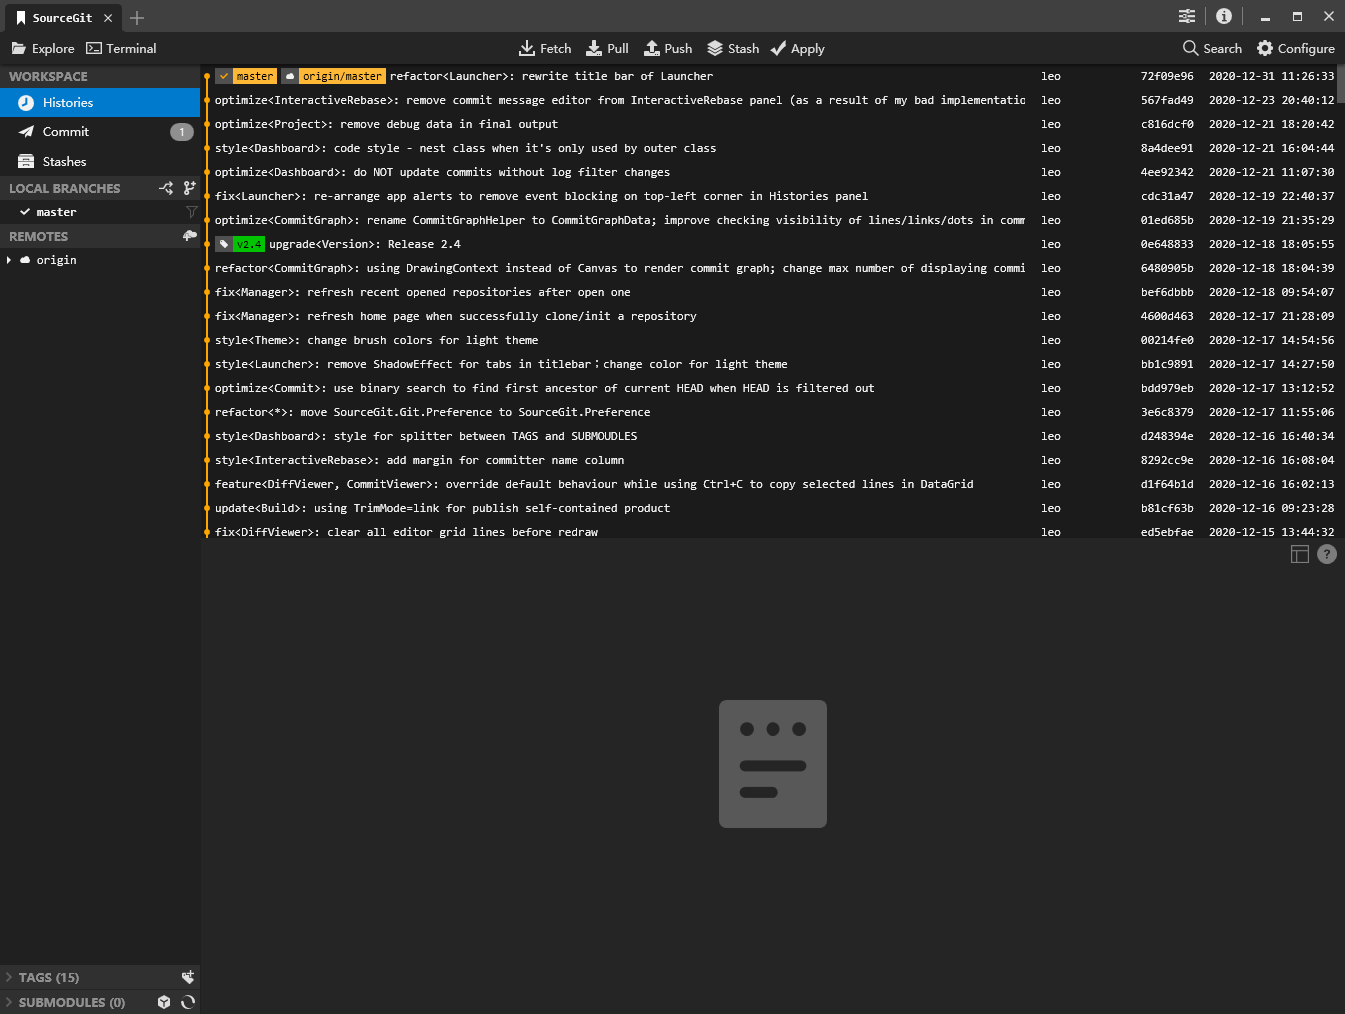 SourceGit
Explore Terminal Fetch Pull Push Stash Apply Search Configure
WORKSPACE
Histories
Commit 1
Stashes
LOCAL BRANCHES
master
REMOTES
origin
TAGS (15)
SUBMODULES (0)
master origin/master refactor<Launcher>: rewrite title bar of Launcher leo 72f09e96 2020-12-31 11:26:33
optimize<InteractiveRebase>: remove commit message editor from InteractiveRebase panel (as a result of my bad implementatio leo 567fad49 2020-12-23 20:40:12
optimize<Project>: remove debug data in final output leo c816dcf0 2020-12-21 18:20:42
style<Dashboard>: code style - nest class when it's only used by outer class leo 8a4dee91 2020-12-21 16:04:44
optimize<Dashboard>: do NOT update commits without log filter changes leo 4ee92342 2020-12-21 11:07:30
fix<Launcher>: re-arrange app alerts to remove event blocking on top-left corner in Histories panel leo cdc31a47 2020-12-19 22:40:37
optimize<CommitGraph>: rename CommitGraphHelper to CommitGraphData; improve checking visibility of lines/links/dots in comm leo 01ed685b 2020-12-19 21:35:29
v2.4 upgrade<Version>: Release 2.4 leo 0e648833 2020-12-18 18:05:55
refactor<CommitGraph>: using DrawingContext instead of Canvas to render commit graph; change max number of displaying commi leo 6480905b 2020-12-18 18:04:39
fix<Manager>: refresh recent opened repositories after open one leo bef6dbbb 2020-12-18 09:54:07
fix<Manager>: refresh home page when successfully clone/init a repository leo 4600d463 2020-12-17 21:28:09
style<Theme>: change brush colors for light theme leo 00214fe0 2020-12-17 14:54:56
style<Launcher>: remove ShadowEffect for tabs in titlebar；change color for light theme leo bb1c9891 2020-12-17 14:27:50
optimize<Commit>: use binary search to find first ancestor of current HEAD when HEAD is filtered out leo bdd979eb 2020-12-17 13:12:52
refactor<*>: move SourceGit.Git.Preference to SourceGit.Preference leo 3e6c8379 2020-12-17 11:55:06
style<Dashboard>: style for splitter between TAGS and SUBMOUDLES leo d248394e 2020-12-16 16:40:34
style<InteractiveRebase>: add margin for committer name column leo 8292cc9e 2020-12-16 16:08:04
feature<DiffViewer, CommitViewer>: override default behaviour while using Ctrl+C to copy selected lines in DataGrid leo d1f64b1d 2020-12-16 16:02:13
update<Build>: using TrimMode=link for publish self-contained product leo b81cf63b 2020-12-16 09:23:28
fix<DiffViewer>: clear all editor grid lines before redraw leo ed5ebfae 2020-12-15 13:44:32